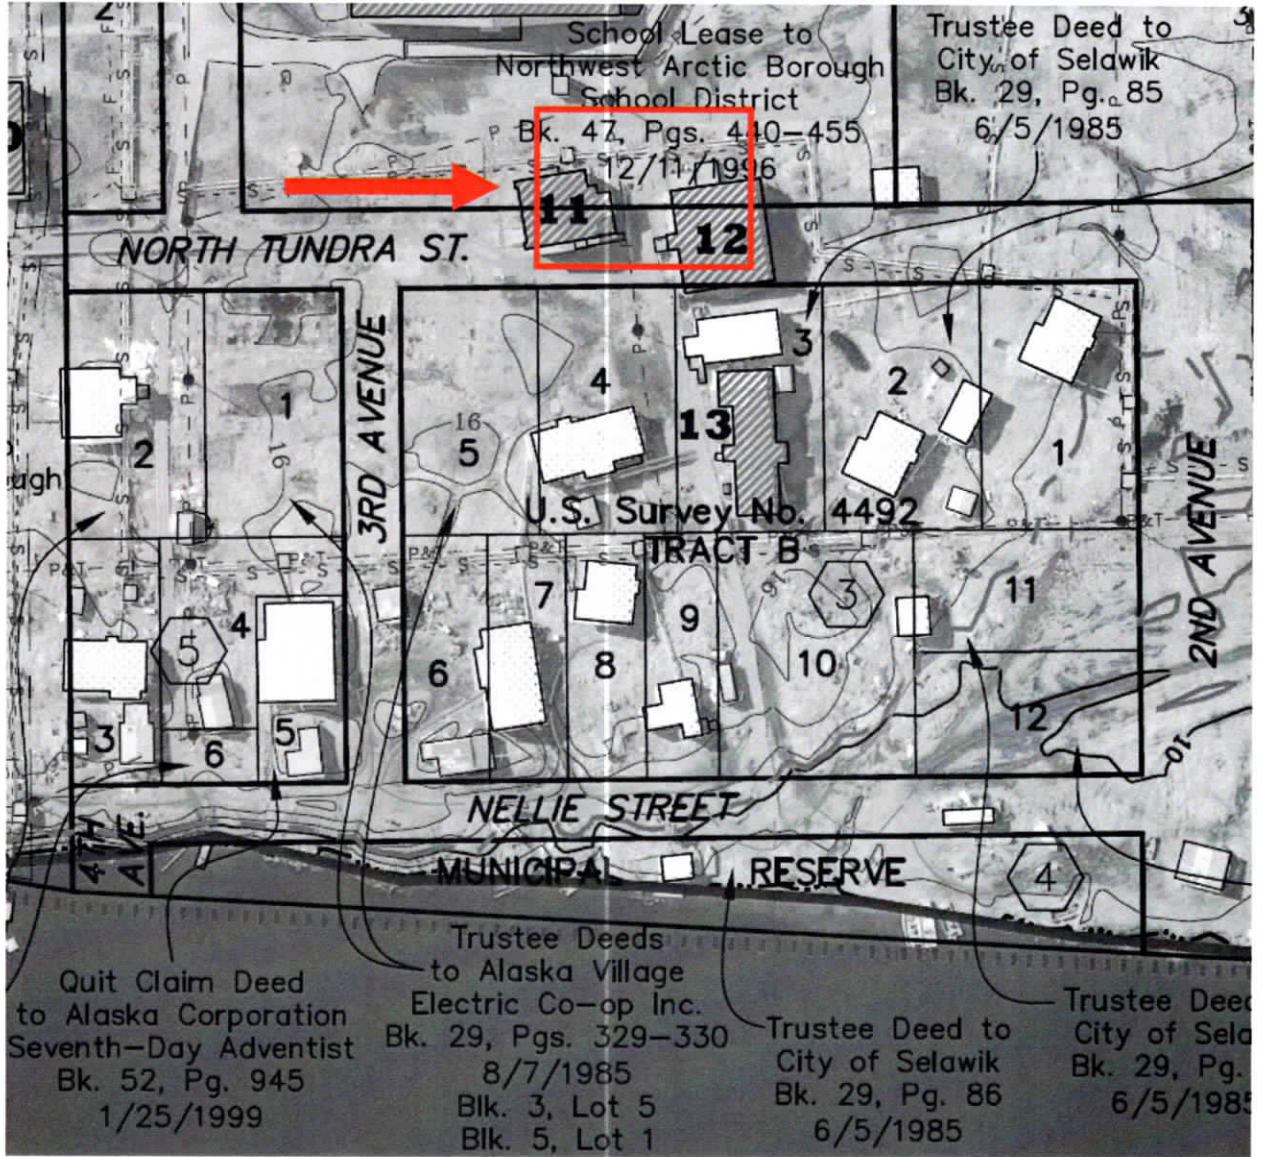 2
School Lease to
Northwest Arctic Borough
School District
Bk. 47, Pgs. 440-455
12/11/1996
Trustee Deed to
City of Selawik
Bk. 29, Pg. 85
6/5/1985
11
12
NORTH TUNDRA ST.
3RD AVENUE
2ND AVENUE
1
2
16
3
4
5
16
13
2
1
ugh
U.S. Survey No. 4492
TRACT B
P&T
P&T
P&T
P&T
P&T
3
4
5
6
5
6
7
8
9
10
16
3
11
12
10
NELLIE STREET
4TH AVE.
MUNICIPAL RESERVE
4
Quit Claim Deed
to Alaska Corporation
Seventh-Day Adventist
Bk. 52, Pg. 945
1/25/1999
Trustee Deeds
to Alaska Village
Electric Co-op Inc.
Bk. 29, Pgs. 329-330
8/7/1985
Blk. 3, Lot 5
Blk. 5, Lot 1
Trustee Deed to
City of Selawik
Bk. 29, Pg. 86
6/5/1985
Trustee Deed
City of Sela
Bk. 29, Pg.
6/5/1985